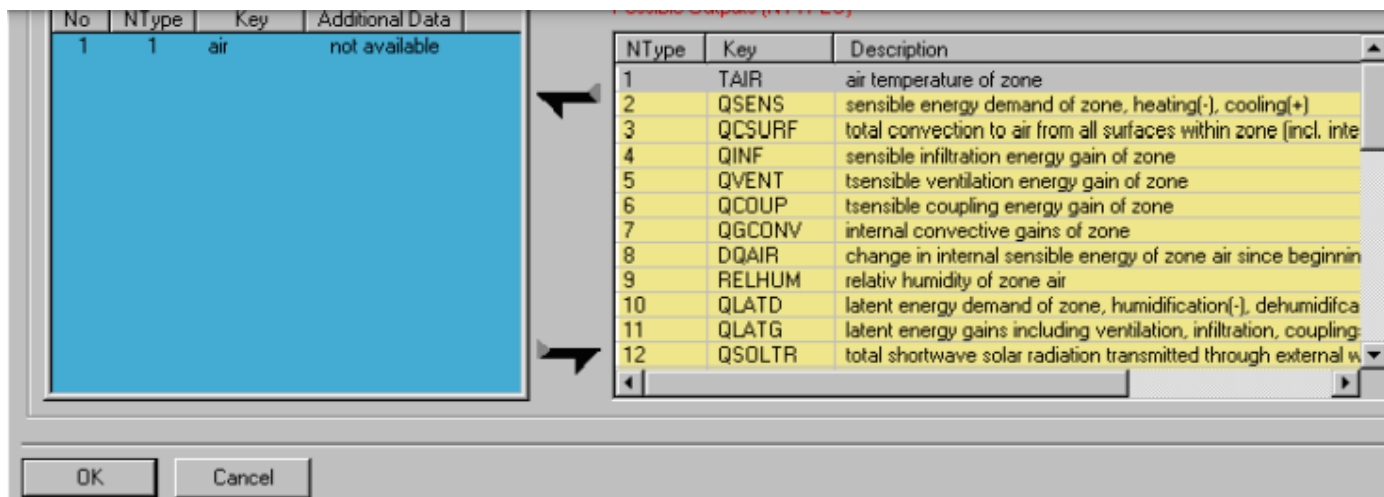 No NType Key Additional Data
1 1 air not available
Possible Outputs (NTYPES)
NType Key Description
1 TAIR air temperature of zone
2 QSENS sensible energy demand of zone, heating(-), cooling(+)
3 QCSURF total convection to air from all surfaces within zone (incl. inte
4 QINF sensible infiltration energy gain of zone
5 QVENT tsensible ventilation energy gain of zone
6 QCOUP tsensible coupling energy gain of zone
7 QGCONV internal convective gains of zone
8 DQAIR change in internal sensible energy of zone air since beginnin
9 RELHUM relativ humidity of zone air
10 QLATD latent energy demand of zone, humidification(-), dehumidifca
11 QLATG latent energy gains including ventilation, infiltration, coupling
12 QSOLTR total shortwave solar radiation transmitted through external w
OK Cancel